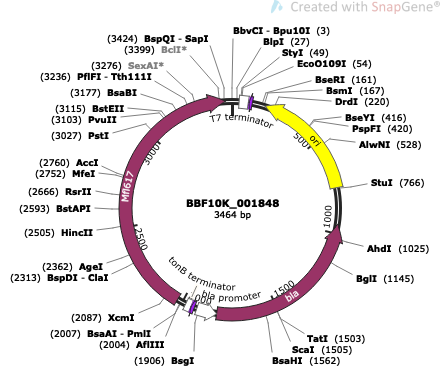 Created with SnapGene®
(3424) BspQI - SapI
(3399) BclI*
(3276) SexAI*
(3236) PflFI - Tth111I
(3177) BsaBI
(3115) BstEII
(3103) PvuII
(3027) PstI
(2760) AccI
(2752) MfeI
(2666) RsrII
(2593) BstAPI
(2505) HincII
(2362) AgeI
(2313) BspDI - ClaI
(2087) XcmI
(2007) BsaAI - PmlI
(2004) AflIII
(1906) BsgI
BbvCI - Bpu10I (3)
BlpI (27)
StyI (49)
EcoO109I (54)
BseRI (161)
BsmI (167)
DrdI (220)
BseYI (416)
PspFI (420)
AlwNI (528)
StuI (766)
AhdI (1025)
BglI (1145)
TatI (1503)
ScaI (1505)
BsaHI (1562)
T7 terminator
500
ori
1000
1500
bla
bla promoter
tonB terminator
2500
Mfl617
3000
BBF10K_001848
3464 bp